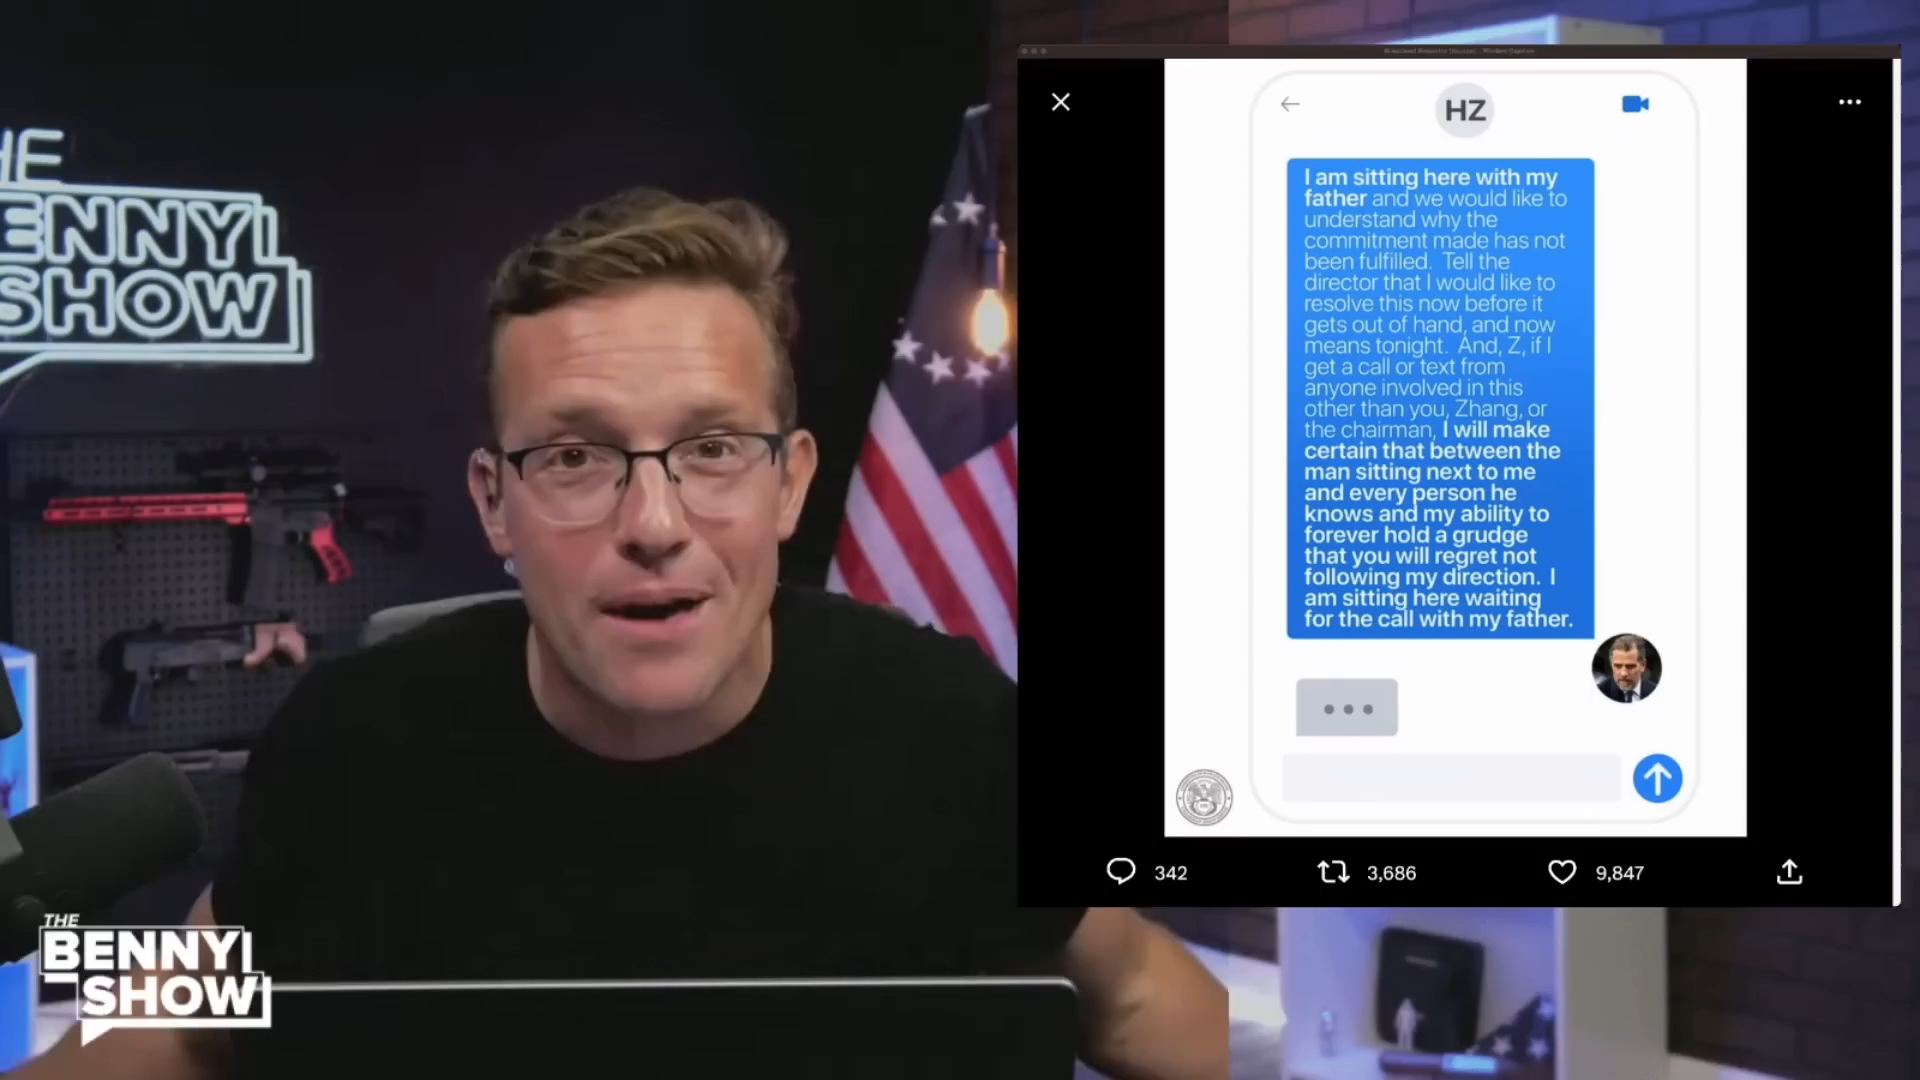 HE
ENNY
SHOW
HZ
I am sitting here with my
father and we would like to
understand why the
commitment made has not
been fulfilled. Tell the
director that I would like to
resolve this now before it
gets out of hand, and now
means tonight. And, Z, if I
get a call or text from
anyone involved in this
other than you, Zhang, or
the chairman, I will make
certain that between the
man sitting next to me
and every person he
knows and my ability to
forever hold a grudge
that you will regret not
following my direction. I
am sitting here waiting
for the call with my father.
342
3,686
9,847
THE
BENNY
SHOW